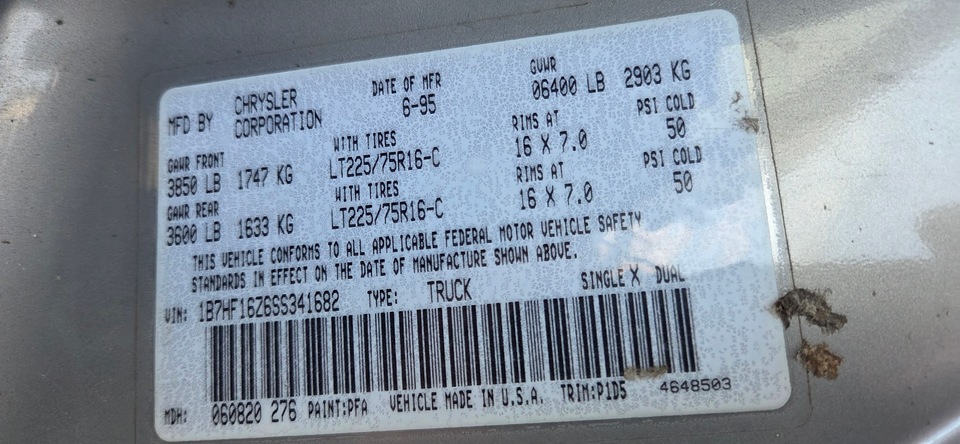 MFD BY CHRYSLER CORPORATION DATE OF MFR 6-95 GVWR 06400 LB 2903 KG
GAWR FRONT WITH TIRES RIMS AT PSI COLD
3850 LB 1747 KG LT225/75R16-C 16 X 7.0 50
GAWR REAR WITH TIRES RIMS AT PSI COLD
3600 LB 1633 KG LT225/75R16-C 16 X 7.0 50
THIS VEHICLE CONFORMS TO ALL APPLICABLE FEDERAL MOTOR VEHICLE SAFETY
STANDARDS IN EFFECT ON THE DATE OF MANUFACTURE SHOWN ABOVE.
VIN: 1B7HF16Z6SS341682 TYPE: TRUCK SINGLE X DUAL
MDH: 060820 276 PAINT:PFA VEHICLE MADE IN U.S.A. TRIM:P1D5 4648503